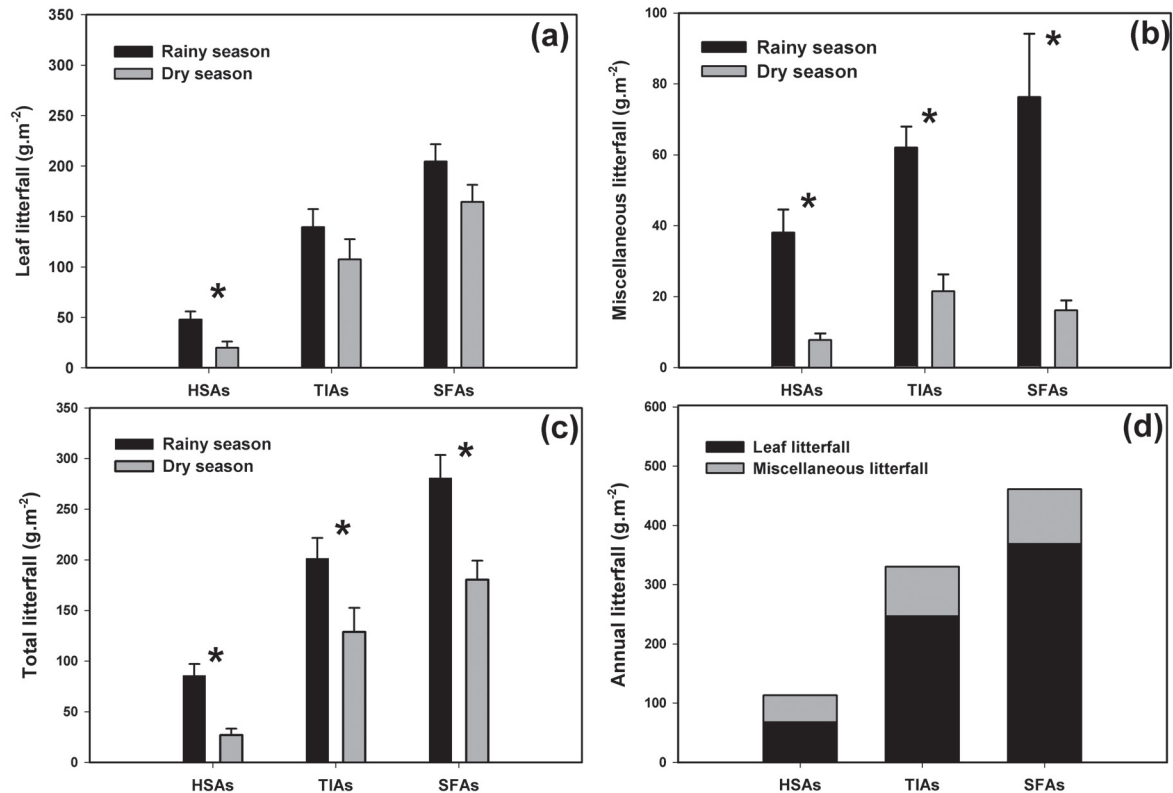 (a)
Rainy season
Dry season
Leaf litterfall (g.m-2)
350
300
250
200
150
100
50
0
*
HSAs TIAs SFAs
(b)
Rainy season
Dry season
Miscellaneous litterfall (g.m-2)
100
80
60
40
20
0
* * *
HSAs TIAs SFAs
(c)
Rainy season
Dry season
Total litterfall (g.m-2)
350
300
250
200
150
100
50
0
* * *
HSAs TIAs SFAs
(d)
Leaf litterfall
Miscellaneous litterfall
Annual litterfall (g.m-2)
600
500
400
300
200
100
0
HSAs TIAs SFAs